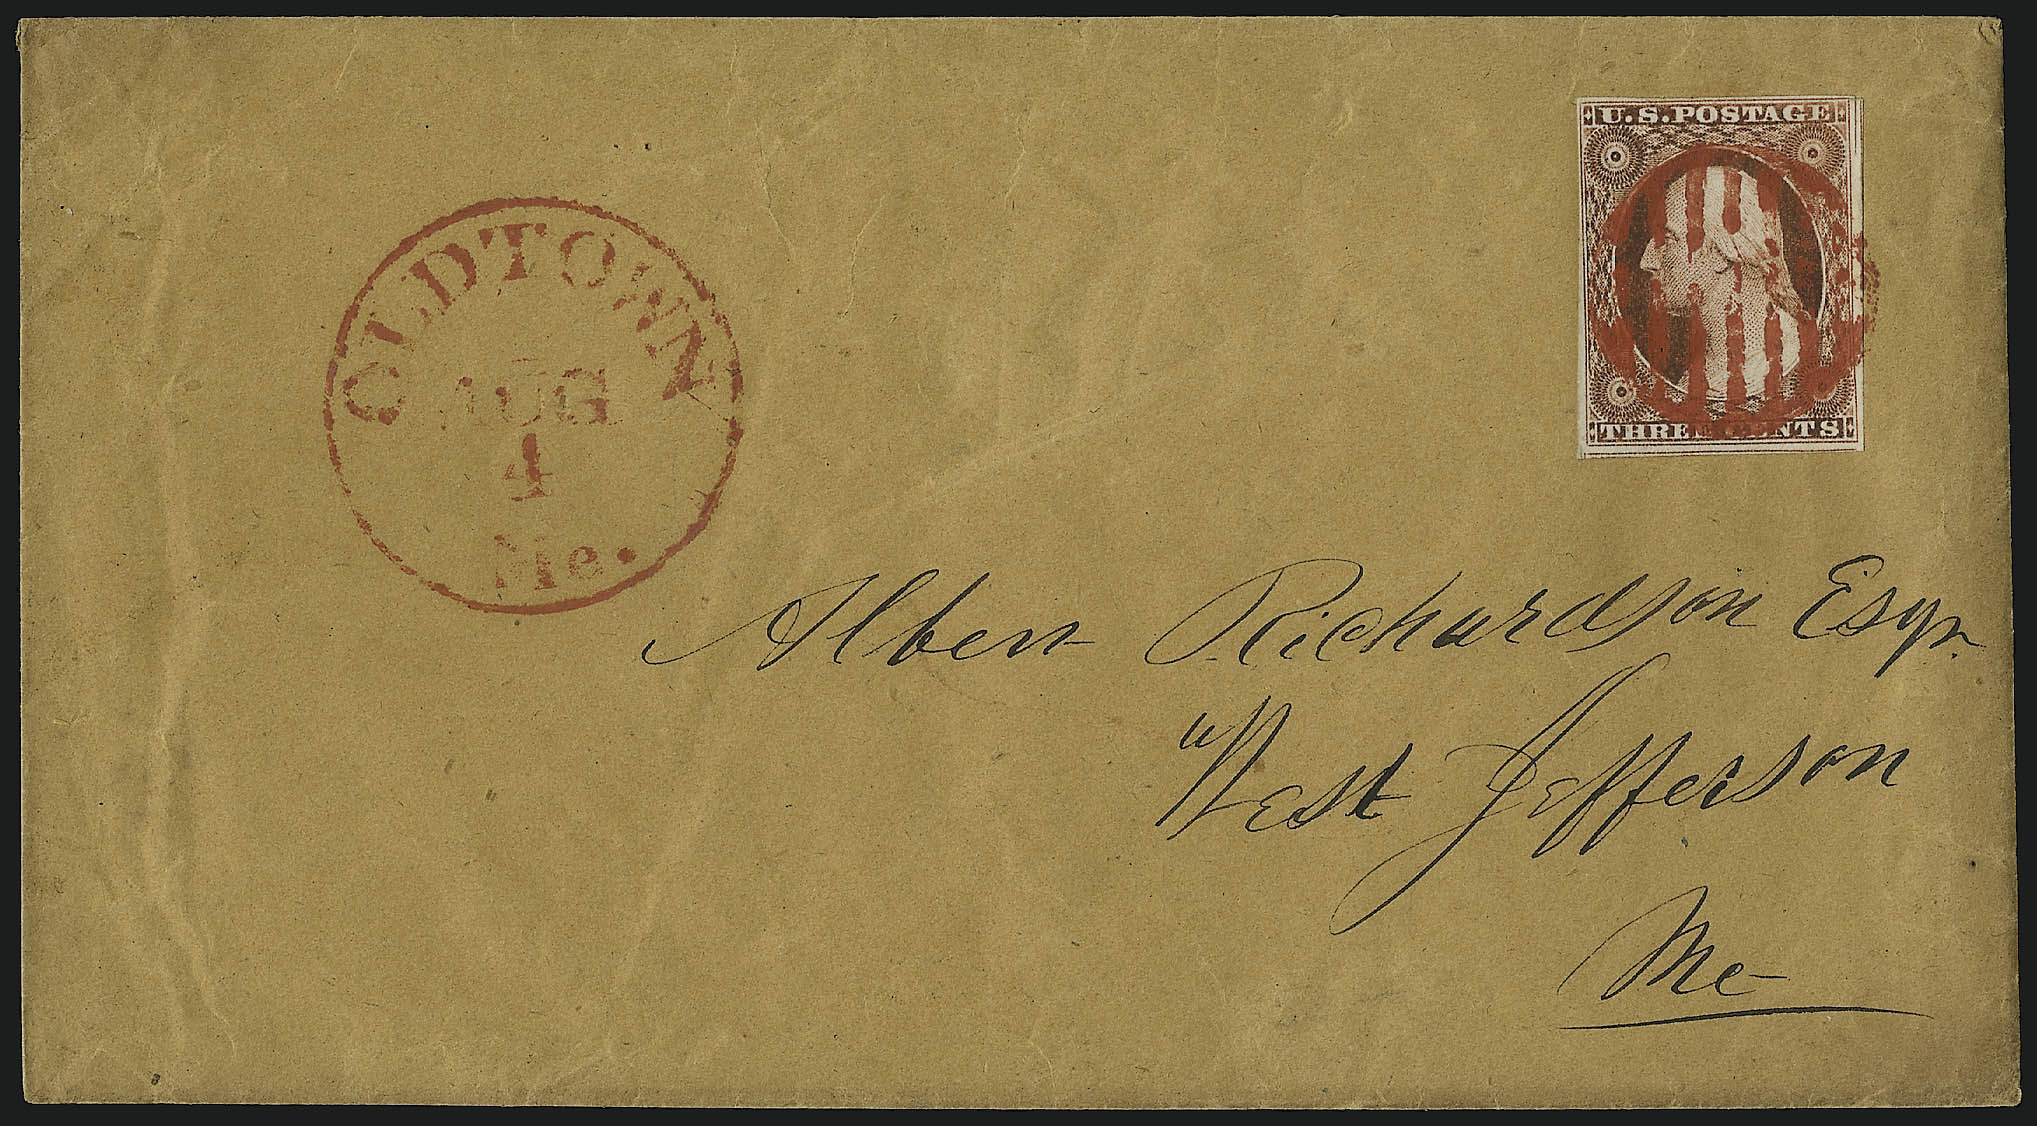 U.S. POSTAGE
THREE CENTS
OLDTOWN
AUG
4
Me.
Albert Richardson Esqr.
West Jefferson
Me